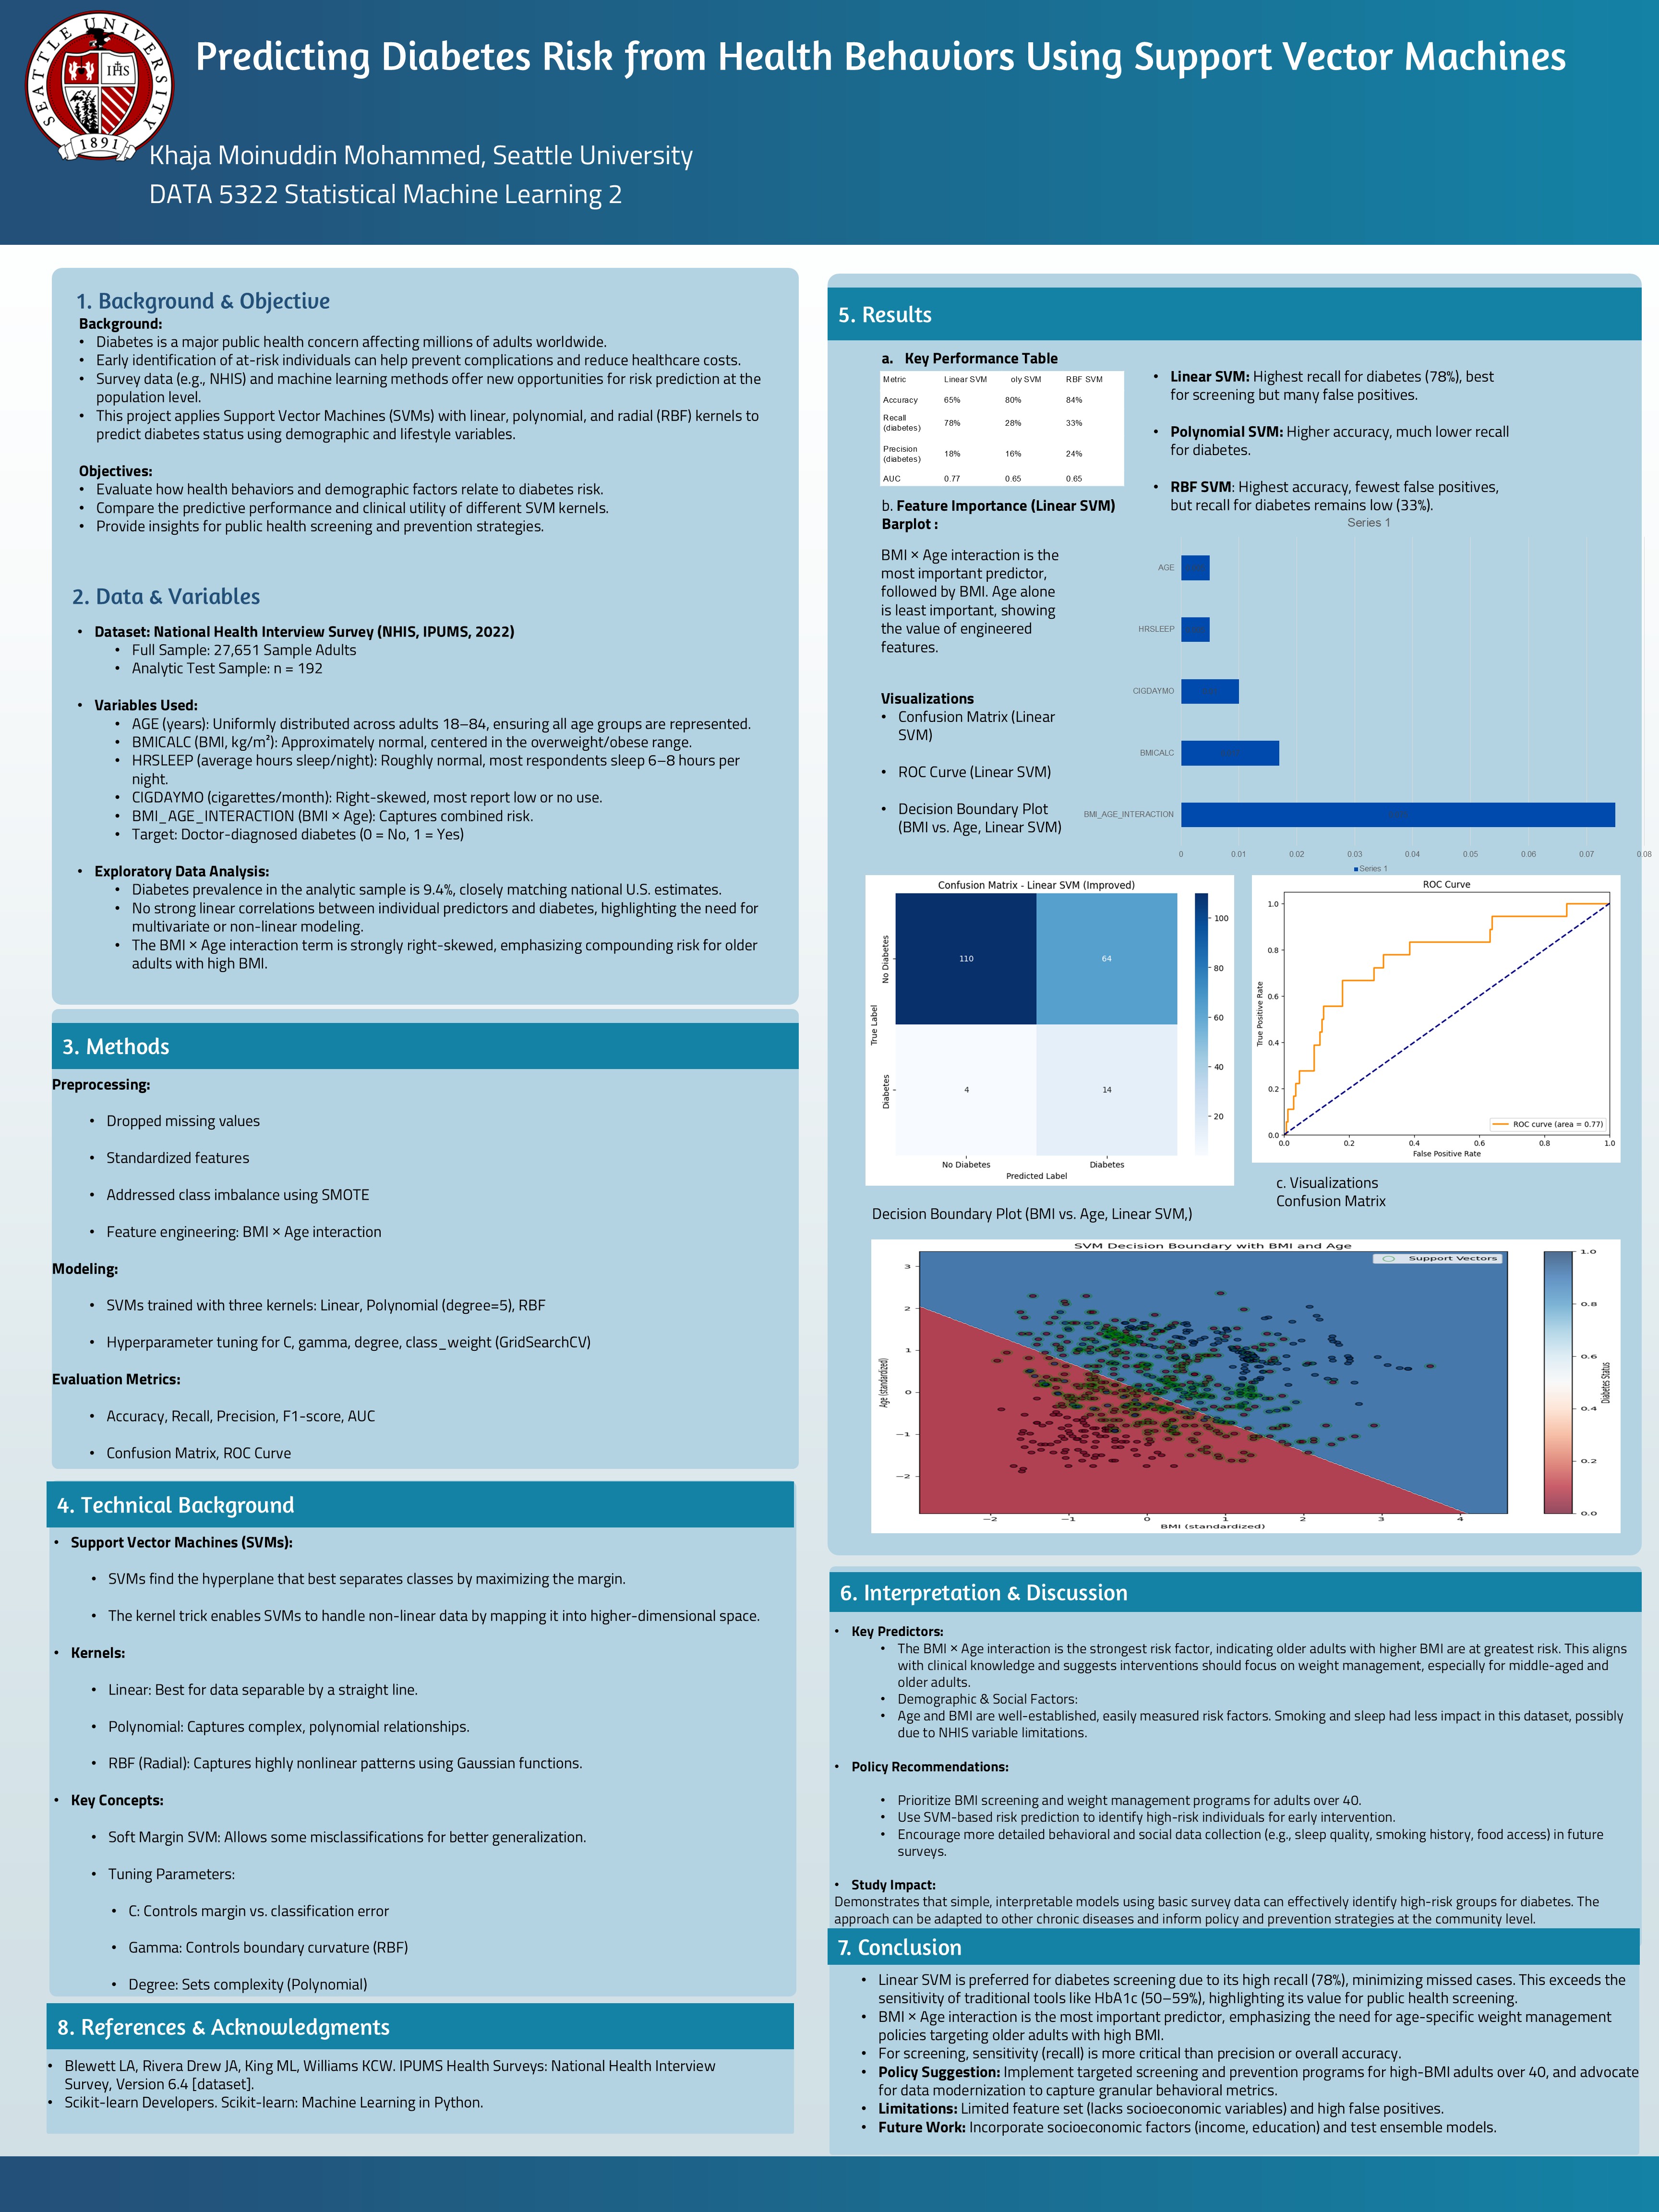 SEATTLE UNIVERSITY
IHS
1891
Predicting Diabetes Risk from Health Behaviors Using Support Vector Machines
Khaja Moinuddin Mohammed, Seattle University
DATA 5322 Statistical Machine Learning 2
1. Background & Objective
Background:
• Diabetes is a major public health concern affecting millions of adults worldwide.
• Early identification of at-risk individuals can help prevent complications and reduce healthcare costs.
• Survey data (e.g., NHIS) and machine learning methods offer new opportunities for risk prediction at the
population level.
• This project applies Support Vector Machines (SVMs) with linear, polynomial, and radial (RBF) kernels to
predict diabetes status using demographic and lifestyle variables.
Objectives:
• Evaluate how health behaviors and demographic factors relate to diabetes risk.
• Compare the predictive performance and clinical utility of different SVM kernels.
• Provide insights for public health screening and prevention strategies.
2. Data & Variables
• Dataset: National Health Interview Survey (NHIS, IPUMS, 2022)
• Full Sample: 27,651 Sample Adults
• Analytic Test Sample: n = 192
• Variables Used:
• AGE (years): Uniformly distributed across adults 18–84, ensuring all age groups are represented.
• BMICALC (BMI, kg/m²): Approximately normal, centered in the overweight/obese range.
• HRSLEEP (average hours sleep/night): Roughly normal, most respondents sleep 6–8 hours per
night.
• CIGDAYMO (cigarettes/month): Right-skewed, most report low or no use.
• BMI_AGE_INTERACTION (BMI × Age): Captures combined risk.
• Target: Doctor-diagnosed diabetes (0 = No, 1 = Yes)
• Exploratory Data Analysis:
• Diabetes prevalence in the analytic sample is 9.4%, closely matching national U.S. estimates.
• No strong linear correlations between individual predictors and diabetes, highlighting the need for
multivariate or non-linear modeling.
• The BMI × Age interaction term is strongly right-skewed, emphasizing compounding risk for older
adults with high BMI.
3. Methods
Preprocessing:
• Dropped missing values
• Standardized features
• Addressed class imbalance using SMOTE
• Feature engineering: BMI × Age interaction
Modeling:
• SVMs trained with three kernels: Linear, Polynomial (degree=5), RBF
• Hyperparameter tuning for C, gamma, degree, class_weight (GridSearchCV)
Evaluation Metrics:
• Accuracy, Recall, Precision, F1-score, AUC
• Confusion Matrix, ROC Curve
4. Technical Background
• Support Vector Machines (SVMs):
• SVMs find the hyperplane that best separates classes by maximizing the margin.
• The kernel trick enables SVMs to handle non-linear data by mapping it into higher-dimensional space.
• Kernels:
• Linear: Best for data separable by a straight line.
• Polynomial: Captures complex, polynomial relationships.
• RBF (Radial): Captures highly nonlinear patterns using Gaussian functions.
• Key Concepts:
• Soft Margin SVM: Allows some misclassifications for better generalization.
• Tuning Parameters:
• C: Controls margin vs. classification error
• Gamma: Controls boundary curvature (RBF)
• Degree: Sets complexity (Polynomial)
8. References & Acknowledgments
• Blewett LA, Rivera Drew JA, King ML, Williams KCW. IPUMS Health Surveys: National Health Interview
Survey, Version 6.4 [dataset].
• Scikit-learn Developers. Scikit-learn: Machine Learning in Python.
5. Results
a. Key Performance Table
Metric Linear SVM oly SVM RBF SVM
Accuracy 65% 80% 84%
Recall
(diabetes) 78% 28% 33%
Precision
(diabetes) 18% 16% 24%
AUC 0.77 0.65 0.65
• Linear SVM: Highest recall for diabetes (78%), best
for screening but many false positives.
• Polynomial SVM: Higher accuracy, much lower recall
for diabetes.
• RBF SVM: Highest accuracy, fewest false positives,
but recall for diabetes remains low (33%).
b. Feature Importance (Linear SVM)
Barplot :
BMI × Age interaction is the
most important predictor,
followed by BMI. Age alone
is least important, showing
the value of engineered
features.
Visualizations
• Confusion Matrix (Linear
SVM)
• ROC Curve (Linear SVM)
• Decision Boundary Plot
(BMI vs. Age, Linear SVM)
Series 1
AGE
HRSLEEP
CIGDAYMO
BMICALC
BMI_AGE_INTERACTION
0 0.01 0.02 0.03 0.04 0.05 0.06 0.07 0.08
Series 1
Confusion Matrix - Linear SVM (Improved)
True Label
No Diabetes
Diabetes
110 64
4 14
No Diabetes Diabetes
Predicted Label
100
80
60
40
20
ROC Curve
True Positive Rate
1.0
0.8
0.6
0.4
0.2
0.0
0.0 0.2 0.4 0.6 0.8 1.0
False Positive Rate
ROC curve (area = 0.77)
c. Visualizations
Confusion Matrix
Decision Boundary Plot (BMI vs. Age, Linear SVM,)
SVM Decision Boundary with BMI and Age
Support Vectors
Age (standardized)
3
2
1
0
−1
−2
−2 −1 0 1 2 3 4
BMI (standardized)
1.0
0.8
0.6
0.4
0.2
0.0
Diabetes Status
6. Interpretation & Discussion
• Key Predictors:
• The BMI × Age interaction is the strongest risk factor, indicating older adults with higher BMI are at greatest risk. This aligns
with clinical knowledge and suggests interventions should focus on weight management, especially for middle-aged and
older adults.
• Demographic & Social Factors:
• Age and BMI are well-established, easily measured risk factors. Smoking and sleep had less impact in this dataset, possibly
due to NHIS variable limitations.
• Policy Recommendations:
• Prioritize BMI screening and weight management programs for adults over 40.
• Use SVM-based risk prediction to identify high-risk individuals for early intervention.
• Encourage more detailed behavioral and social data collection (e.g., sleep quality, smoking history, food access) in future
surveys.
• Study Impact:
Demonstrates that simple, interpretable models using basic survey data can effectively identify high-risk groups for diabetes. The
approach can be adapted to other chronic diseases and inform policy and prevention strategies at the community level.
7. Conclusion
• Linear SVM is preferred for diabetes screening due to its high recall (78%), minimizing missed cases. This exceeds the
sensitivity of traditional tools like HbA1c (50–59%), highlighting its value for public health screening.
• BMI × Age interaction is the most important predictor, emphasizing the need for age-specific weight management
policies targeting older adults with high BMI.
• For screening, sensitivity (recall) is more critical than precision or overall accuracy.
• Policy Suggestion: Implement targeted screening and prevention programs for high-BMI adults over 40, and advocate
for data modernization to capture granular behavioral metrics.
• Limitations: Limited feature set (lacks socioeconomic variables) and high false positives.
• Future Work: Incorporate socioeconomic factors (income, education) and test ensemble models.